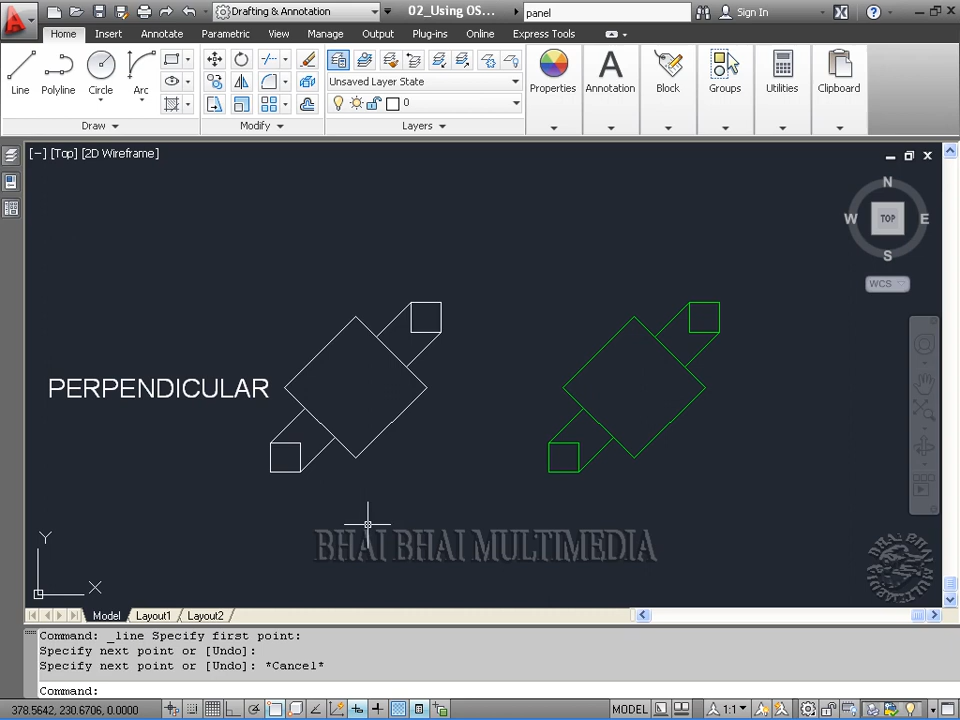 Drafting & Annotation
02_Using OS...
panel
Sign In
Home Insert Annotate Parametric View Manage Output Plug-ins Online Express Tools
Line Polyline Circle Arc
Unsaved Layer State
0
Properties Annotation Block Groups Utilities Clipboard
Draw Modify Layers
[−] [Top] [2D Wireframe]
N
W TOP E
S
WCS
PERPENDICULAR
BHAI BHAI MULTIMEDIA
Y
X
Model Layout1 Layout2
Command: _line Specify first point:
Specify next point or [Undo]:
Specify next point or [Undo]: *Cancel*
Command:
378.5642, 230.6706, 0.0000
MODEL
1:1